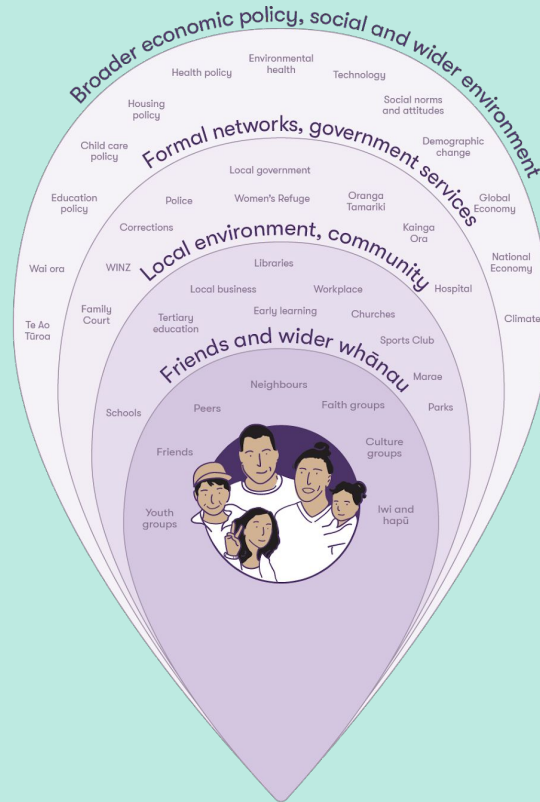 Broader economic policy, social and wider environment
Environmental
health
Health policy
Technology
Housing
policy
Social norms
and attitudes
Child care
policy
Demographic
change
Education
policy
Global
Economy
Wai ora
National
Economy
Te Ao
Tūroa
Climate
Formal networks, government services
Local government
Police
Women's Refuge
Oranga
Tamariki
Corrections
Kainga
Ora
WINZ
Hospital
Family
Court
Local environment, community
Libraries
Local business
Workplace
Tertiary
education
Early learning
Churches
Sports Club
Marae
Schools
Parks
Friends and wider whānau
Neighbours
Peers
Faith groups
Friends
Culture
groups
Youth
groups
Iwi and
hapū